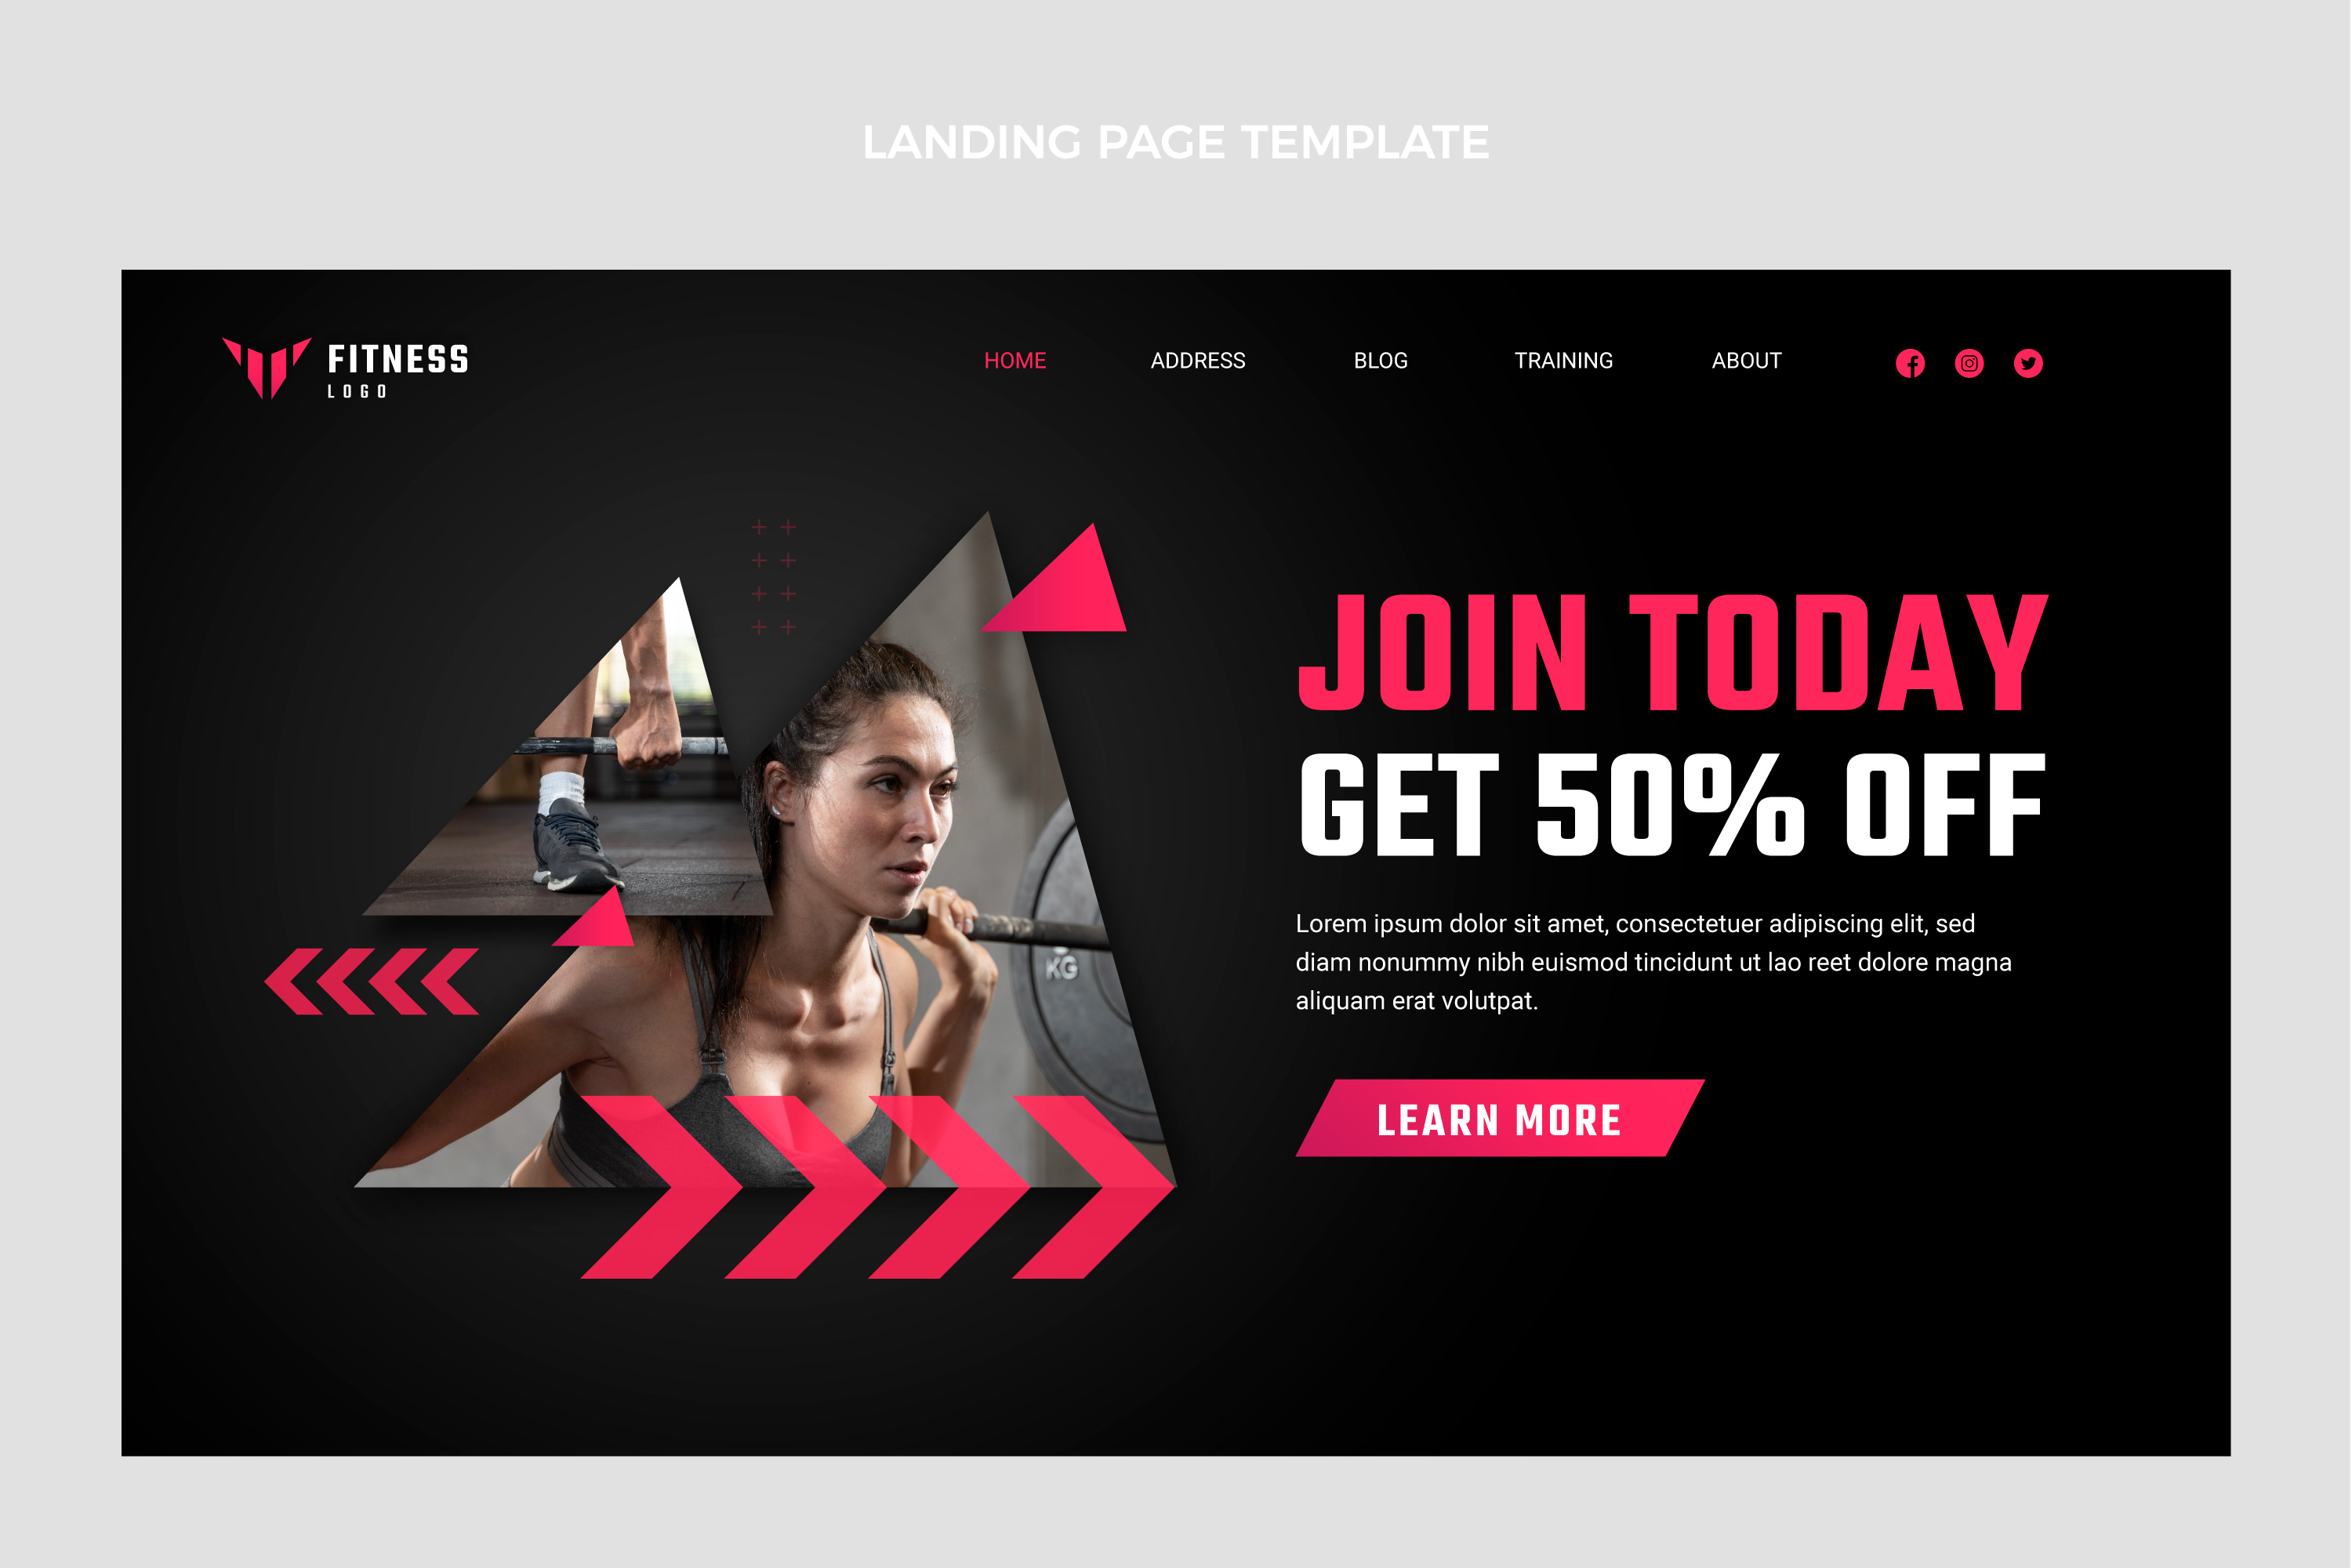 LANDING PAGE TEMPLATE
FITNESS
LOGO
HOME ADDRESS BLOG TRAINING ABOUT
JOIN TODAY
GET 50% OFF
Lorem ipsum dolor sit amet, consectetuer adipiscing elit, sed
diam nonummy nibh euismod tincidunt ut lao reet dolore magna
aliquam erat volutpat.
KG
LEARN MORE